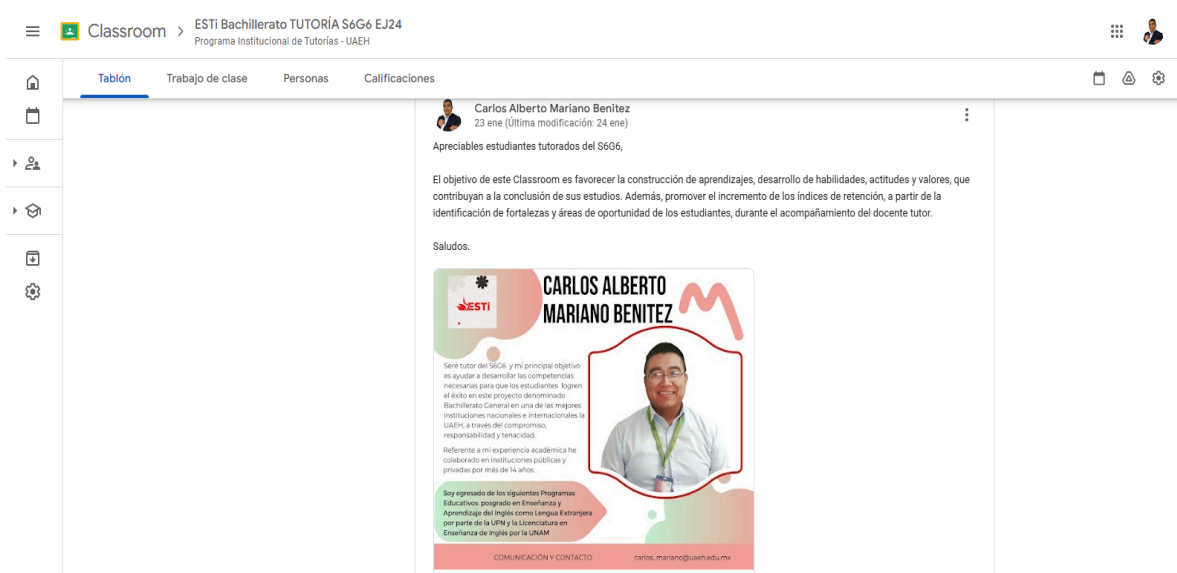 Classroom > ESTi Bachillerato TUTORÍA S6G6 EJ24
Programa Institucional de Tutorías - UAEH
Tablón Trabajo de clase Personas Calificaciones
Carlos Alberto Mariano Benitez
23 ene (Última modificación: 24 ene)
Apreciables estudiantes tutorados del S6G6,
El objetivo de este Classroom es favorecer la construcción de aprendizajes, desarrollo de habilidades, actitudes y valores, que
contribuyan a la conclusión de sus estudios. Además, promover el incremento de los índices de retención, a partir de la
identificación de fortalezas y áreas de oportunidad de los estudiantes, durante el acompañamiento del docente tutor.
Saludos.
ESTi
CARLOS ALBERTO
MARIANO BENITEZ
Seré tutor del S6G6 y mi principal objetivo
es ayudar a desarrollar las competencias
necesarias para que los estudiantes logren
el éxito en este proyecto denominado
Bachillerato General en una de las mejores
instituciones nacionales e internacionales la
UAEH, a través del compromiso,
responsabilidad y tenacidad.
Referente a mi experiencia académica he
colaborado en instituciones públicas y
privadas por más de 14 años.
Soy egresado de los siguientes Programas
Educativos: posgrado en Enseñanza y
Aprendizaje del Inglés como Lengua Extranjera
por parte de la UPN y la Licenciatura en
Enseñanza de Inglés por la UNAM
COMUNICACIÓN Y CONTACTO carlos_mariano@uaeh.edu.mx